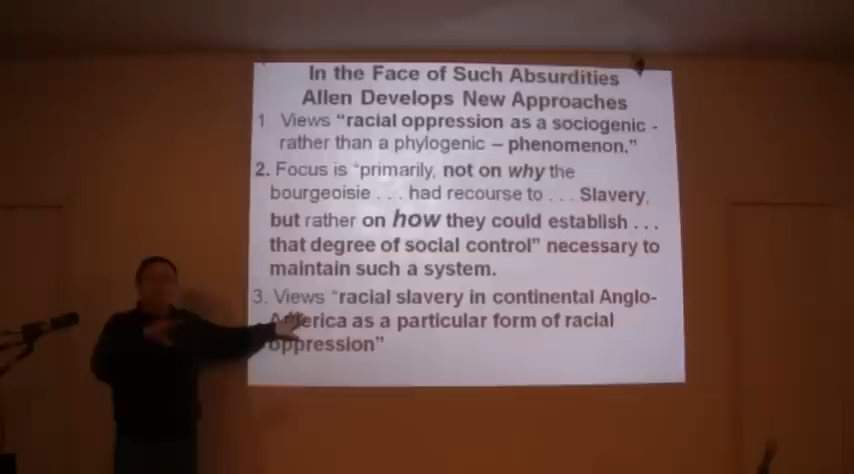 In the Face of Such Absurdities
Allen Develops New Approaches
1. Views “racial oppression as a sociogenic -
rather than a phylogenic – phenomenon.”
2. Focus is “primarily, not on why the
bourgeoisie . . . had recourse to . . . Slavery,
but rather on how they could establish . . .
that degree of social control” necessary to
maintain such a system.
3. Views “racial slavery in continental Anglo-
America as a particular form of racial
oppression”